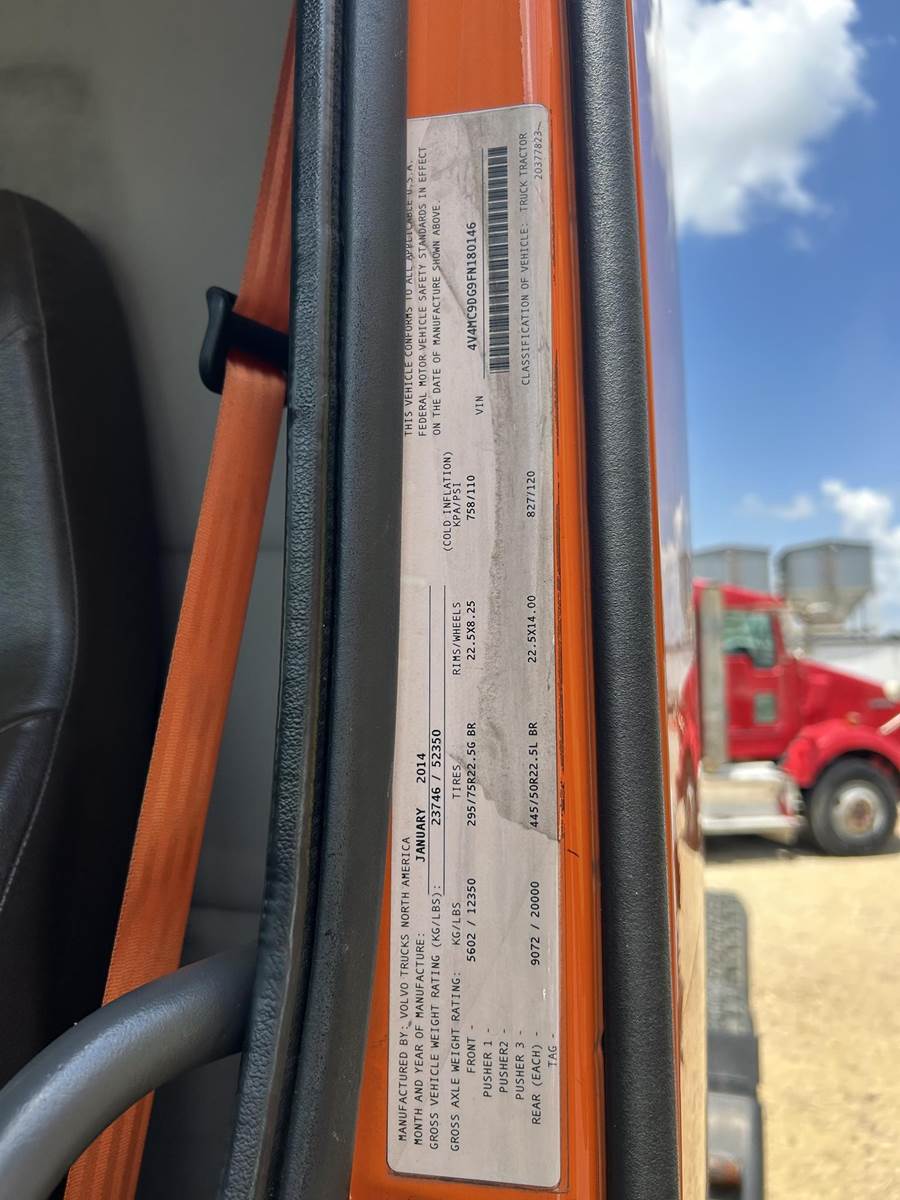 MANUFACTURED BY: VOLVO TRUCKS NORTH AMERICA
MONTH AND YEAR OF MANUFACTURE: JANUARY 2014
GROSS VEHICLE WEIGHT RATING (KG/LBS): 23746 / 52350
GROSS AXLE WEIGHT RATING: KG/LBS TIRES RIMS/WHEELS (COLD INFLATION) KPA/PSI
FRONT - 5602 / 12350 295/75R22.5G BR 22.5X8.25 758/110
PUSHER 1 -
PUSHER2 -
PUSHER 3 -
REAR (EACH) - 9072 / 20000 445/50R22.5L BR 22.5X14.00 827/120
TAG -
THIS VEHICLE CONFORMS TO ALL APPLICABLE U.S.A.
FEDERAL MOTOR VEHICLE SAFETY STANDARDS IN EFFECT
ON THE DATE OF MANUFACTURE SHOWN ABOVE.
VIN 4V4MC9DG9FN180146
CLASSIFICATION OF VEHICLE - TRUCK TRACTOR
20377823